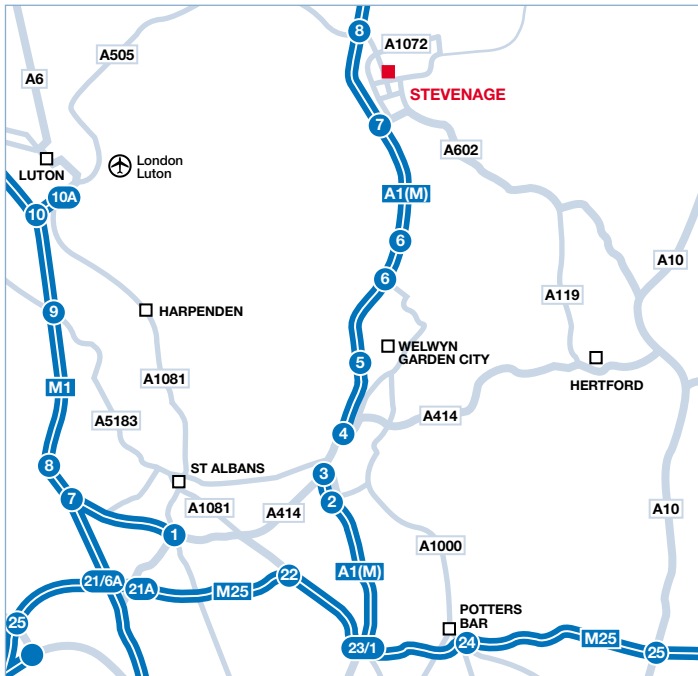 8
A1072
A505
A6
STEVENAGE
7
A602
London
Luton
LUTON
10A
A1(M)
10
6
A10
6
A119
9
HARPENDEN
WELWYN
GARDEN CITY
5
HERTFORD
M1
A1081
A5183
A414
4
8
ST ALBANS
3
7
A1081
2
A414
A10
1
A1000
A1(M)
22
21/6A
21A
M25
POTTERS
BAR
25
24
M25
23/1
25